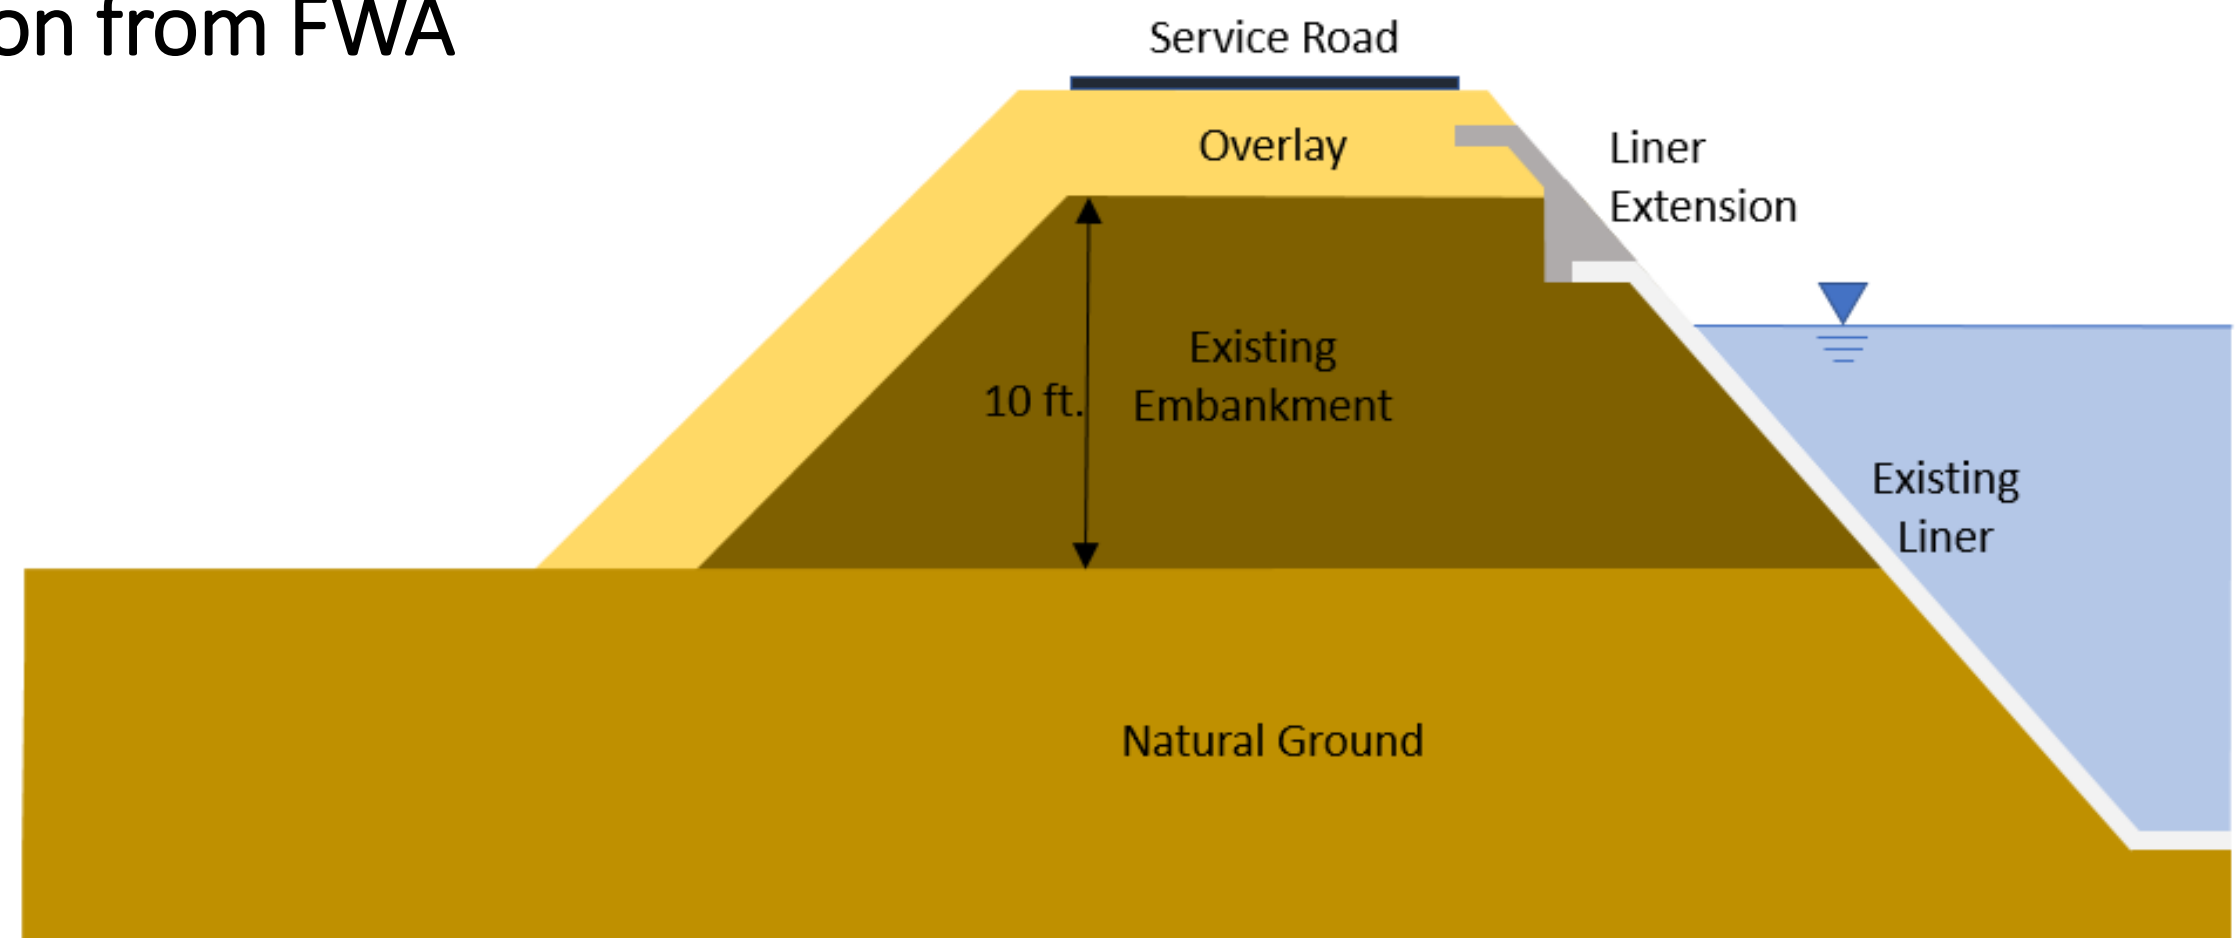 on from FWA
Service Road
Overlay
Liner
Extension
Existing
Embankment
10 ft.
Existing
Liner
Natural Ground